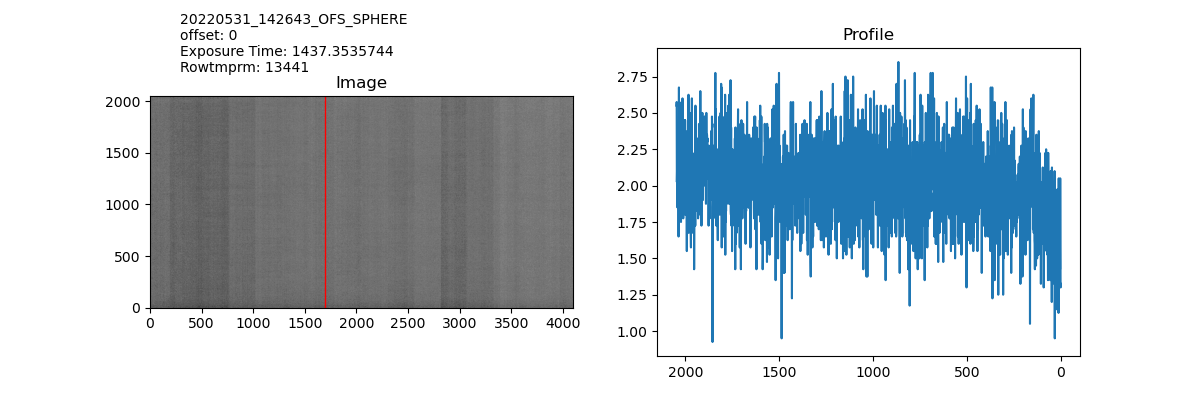 20220531_142643_OFS_SPHERE
offset: 0
Exposure Time: 1437.3535744
Rowtmprm: 13441
Image
2000
1500
1000
500
0
0 500 1000 1500 2000 2500 3000 3500 4000
Profile
2.75
2.50
2.25
2.00
1.75
1.50
1.25
1.00
2000 1500 1000 500 0